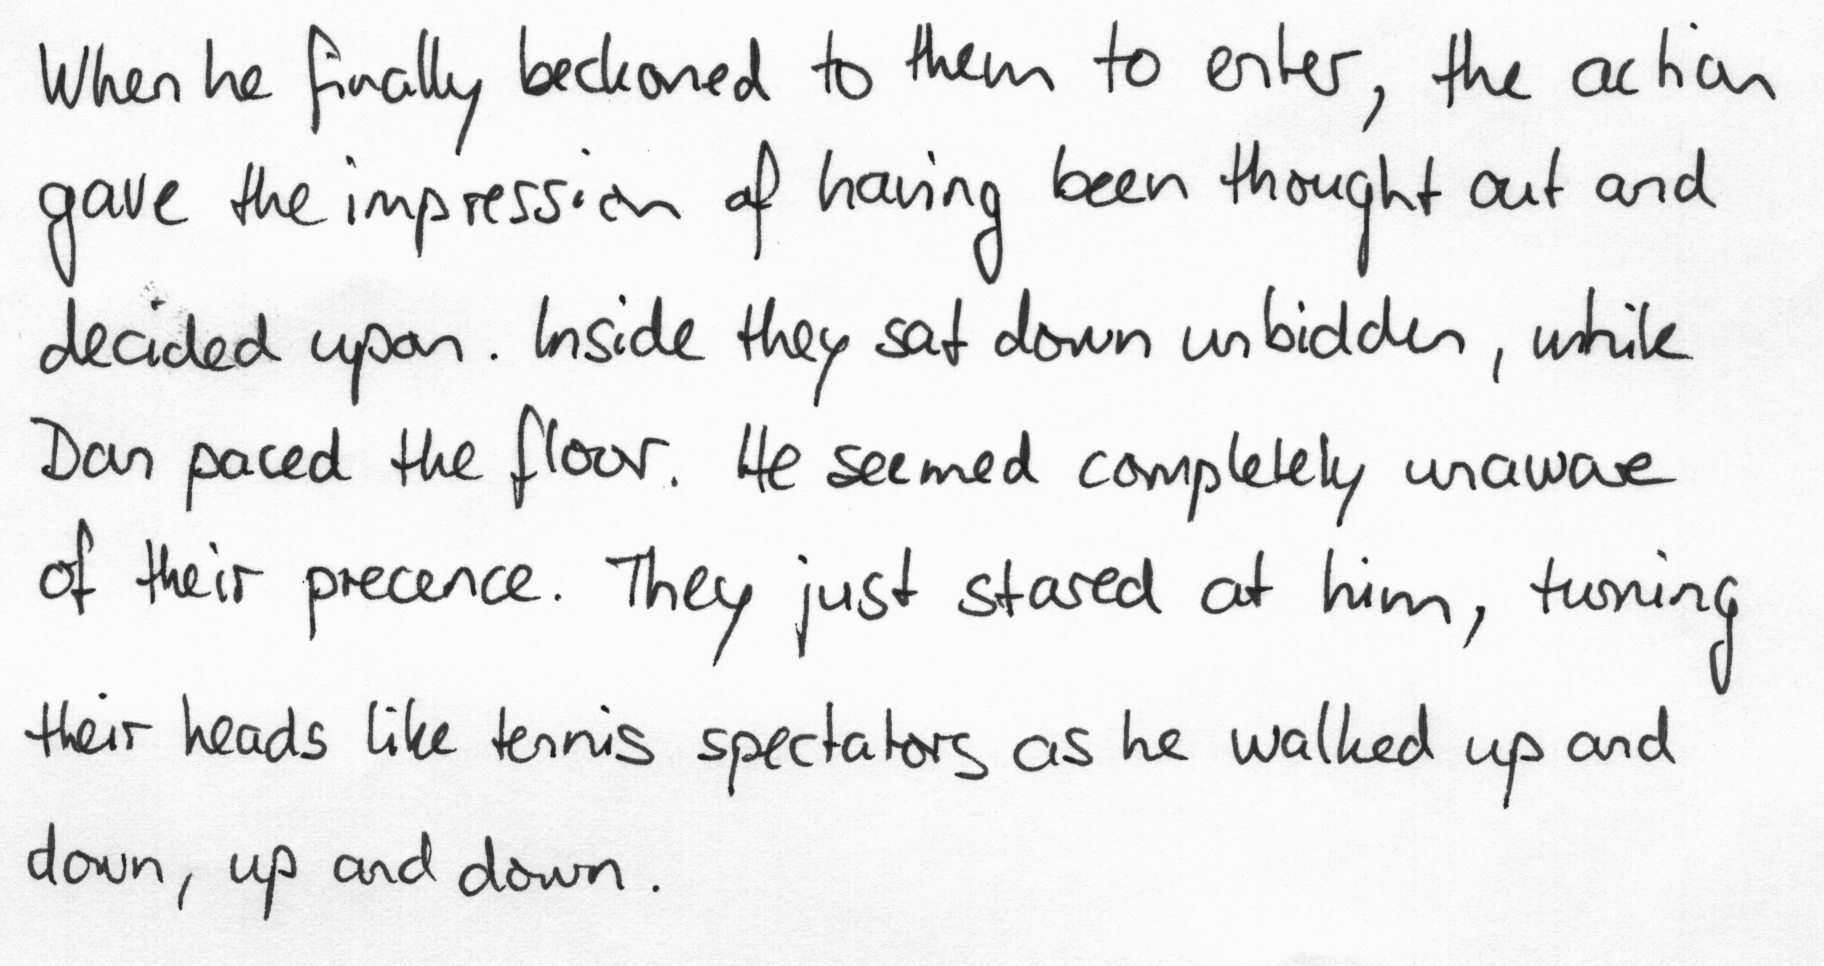 When he finally beckoned to them to enter, the action
gave the impression of having been thought out and
decided upon. Inside they sat down unbidden, while
Dan paced the floor. He seemed completely unaware
of their precence. They just stared at him, turning
their heads like tennis spectators as he walked up and
down, up and down.